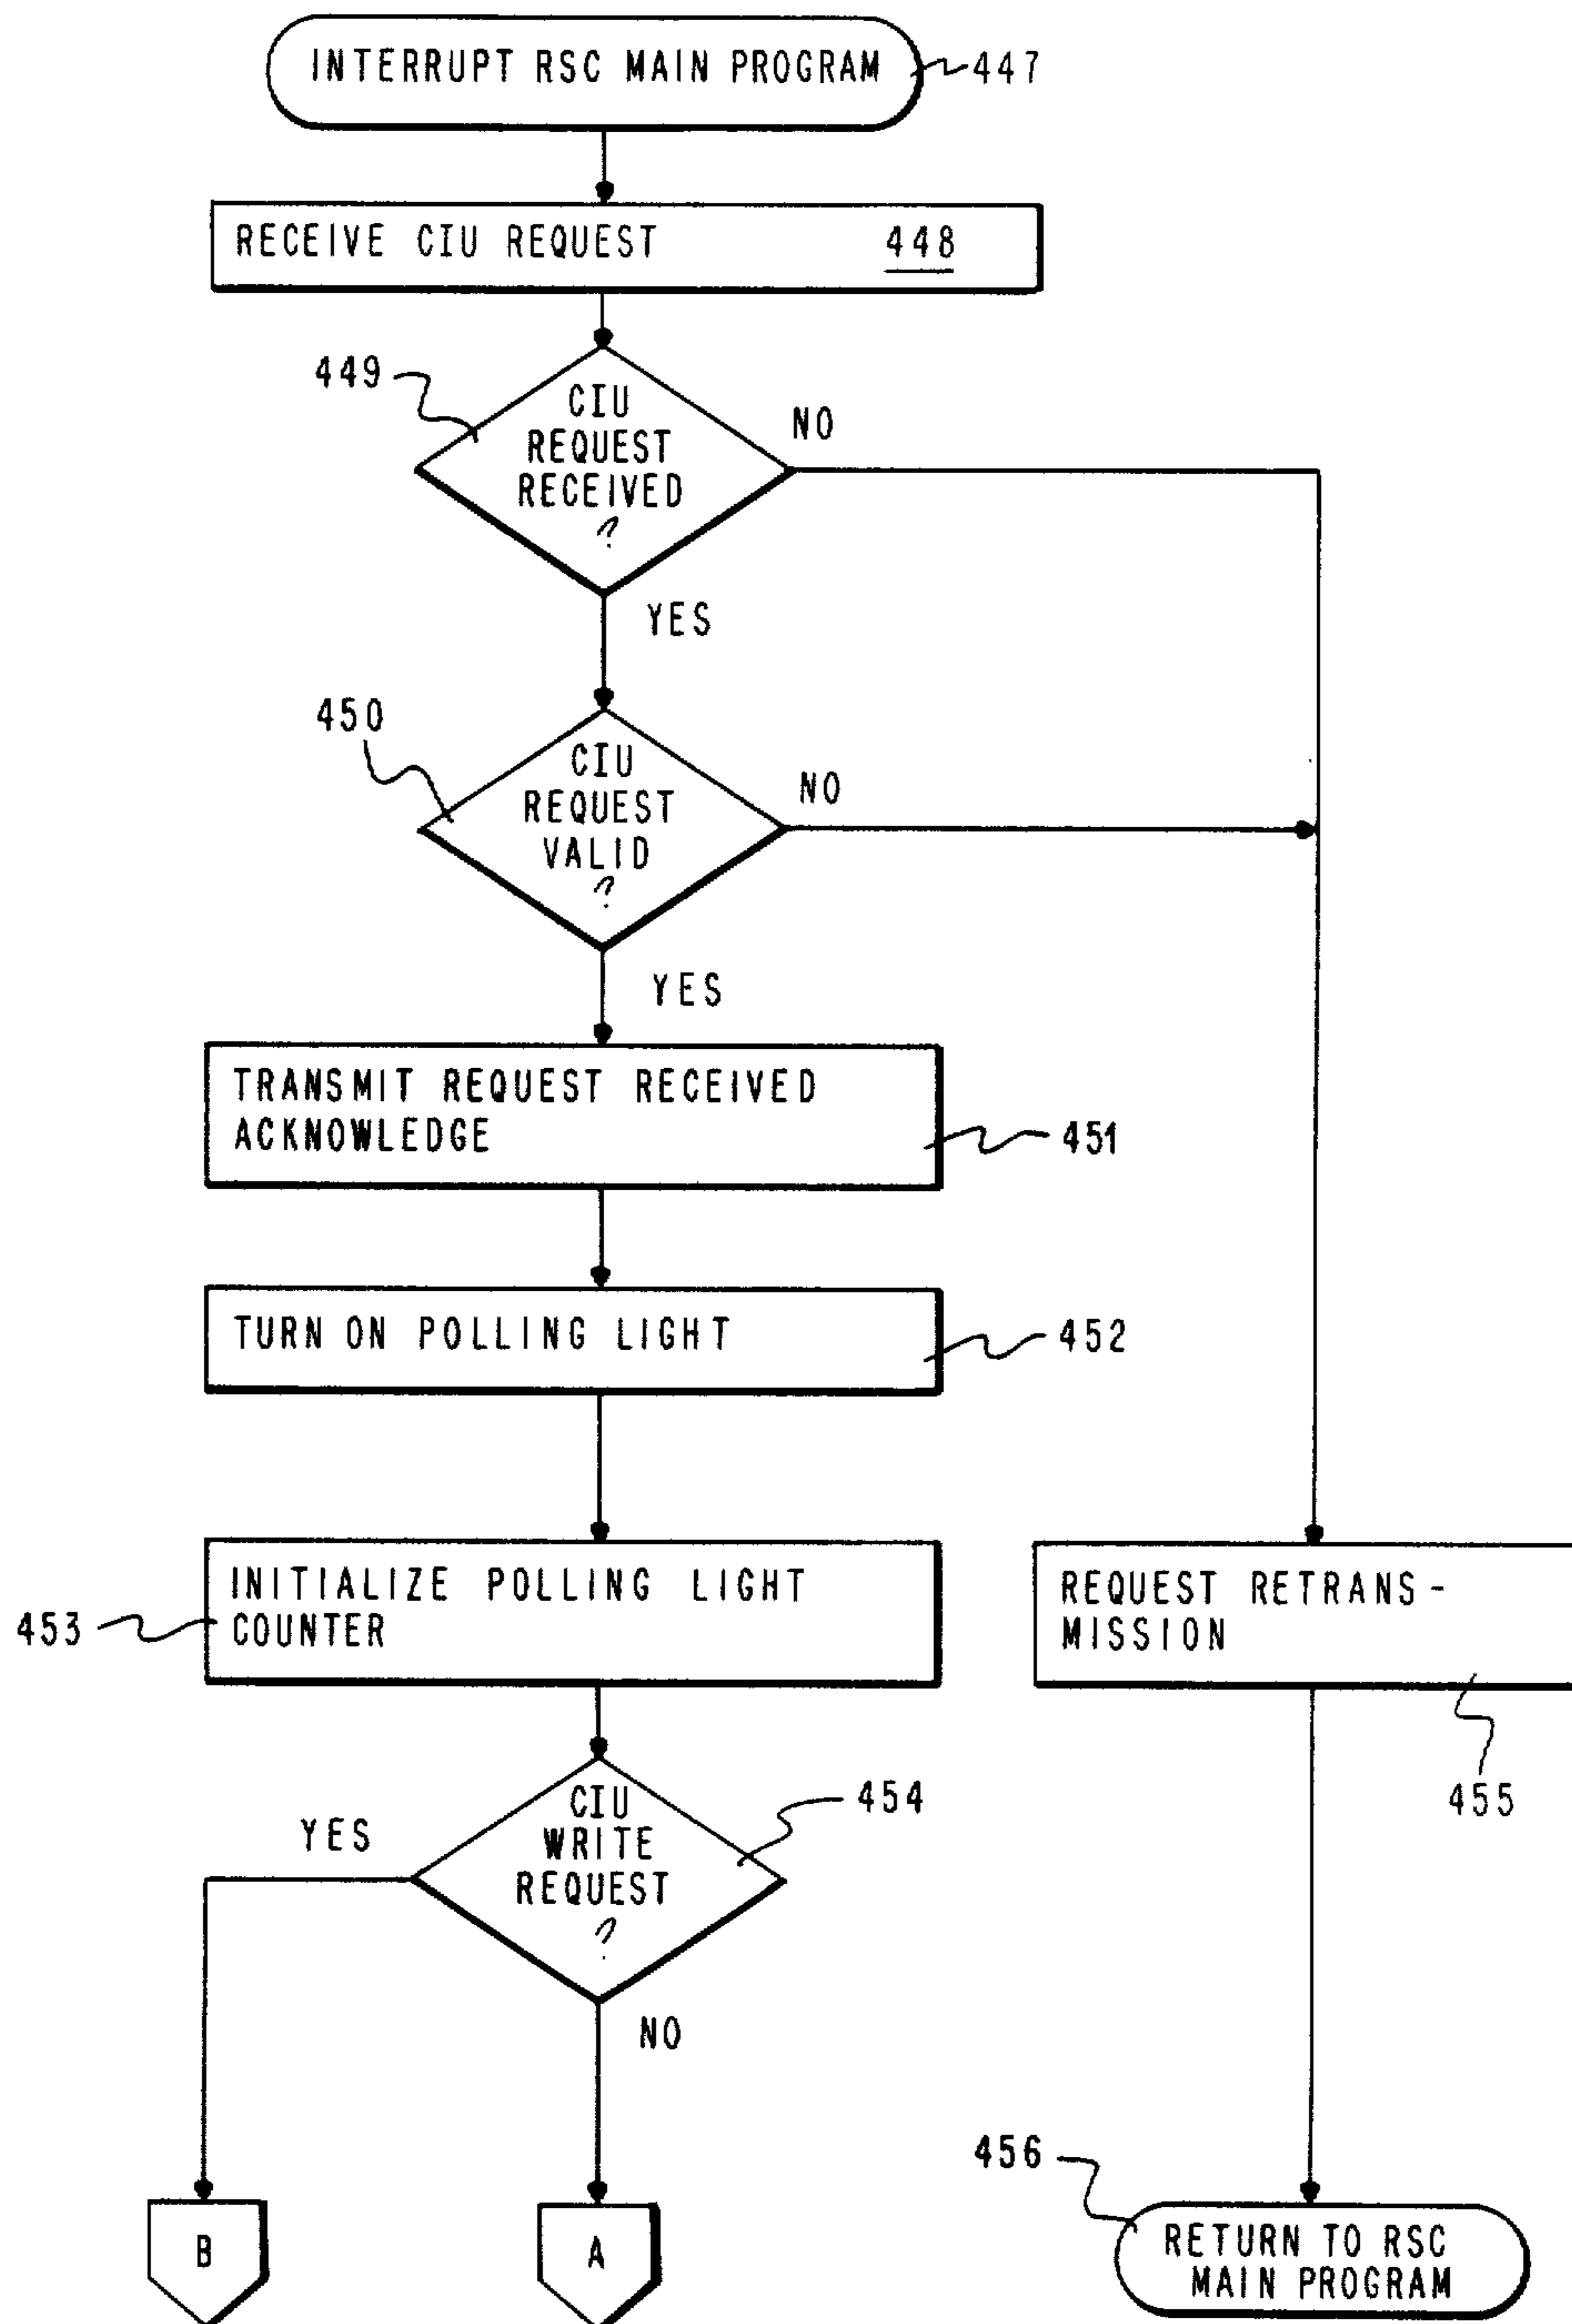 INTERRUPT RSC MAIN PROGRAM
447
RECEIVE CIU REQUEST 448
449
CIU
REQUEST
RECEIVED
?
NO
YES
450
CIU
REQUEST
VALID
?
NO
YES
TRANSMIT REQUEST RECEIVED
ACKNOWLEDGE
451
TURN ON POLLING LIGHT
452
INITIALIZE POLLING LIGHT
COUNTER
453
REQUEST RETRANS-
MISSION
455
CIU
WRITE
REQUEST
?
454
YES
NO
B
A
456
RETURN TO RSC
MAIN PROGRAM